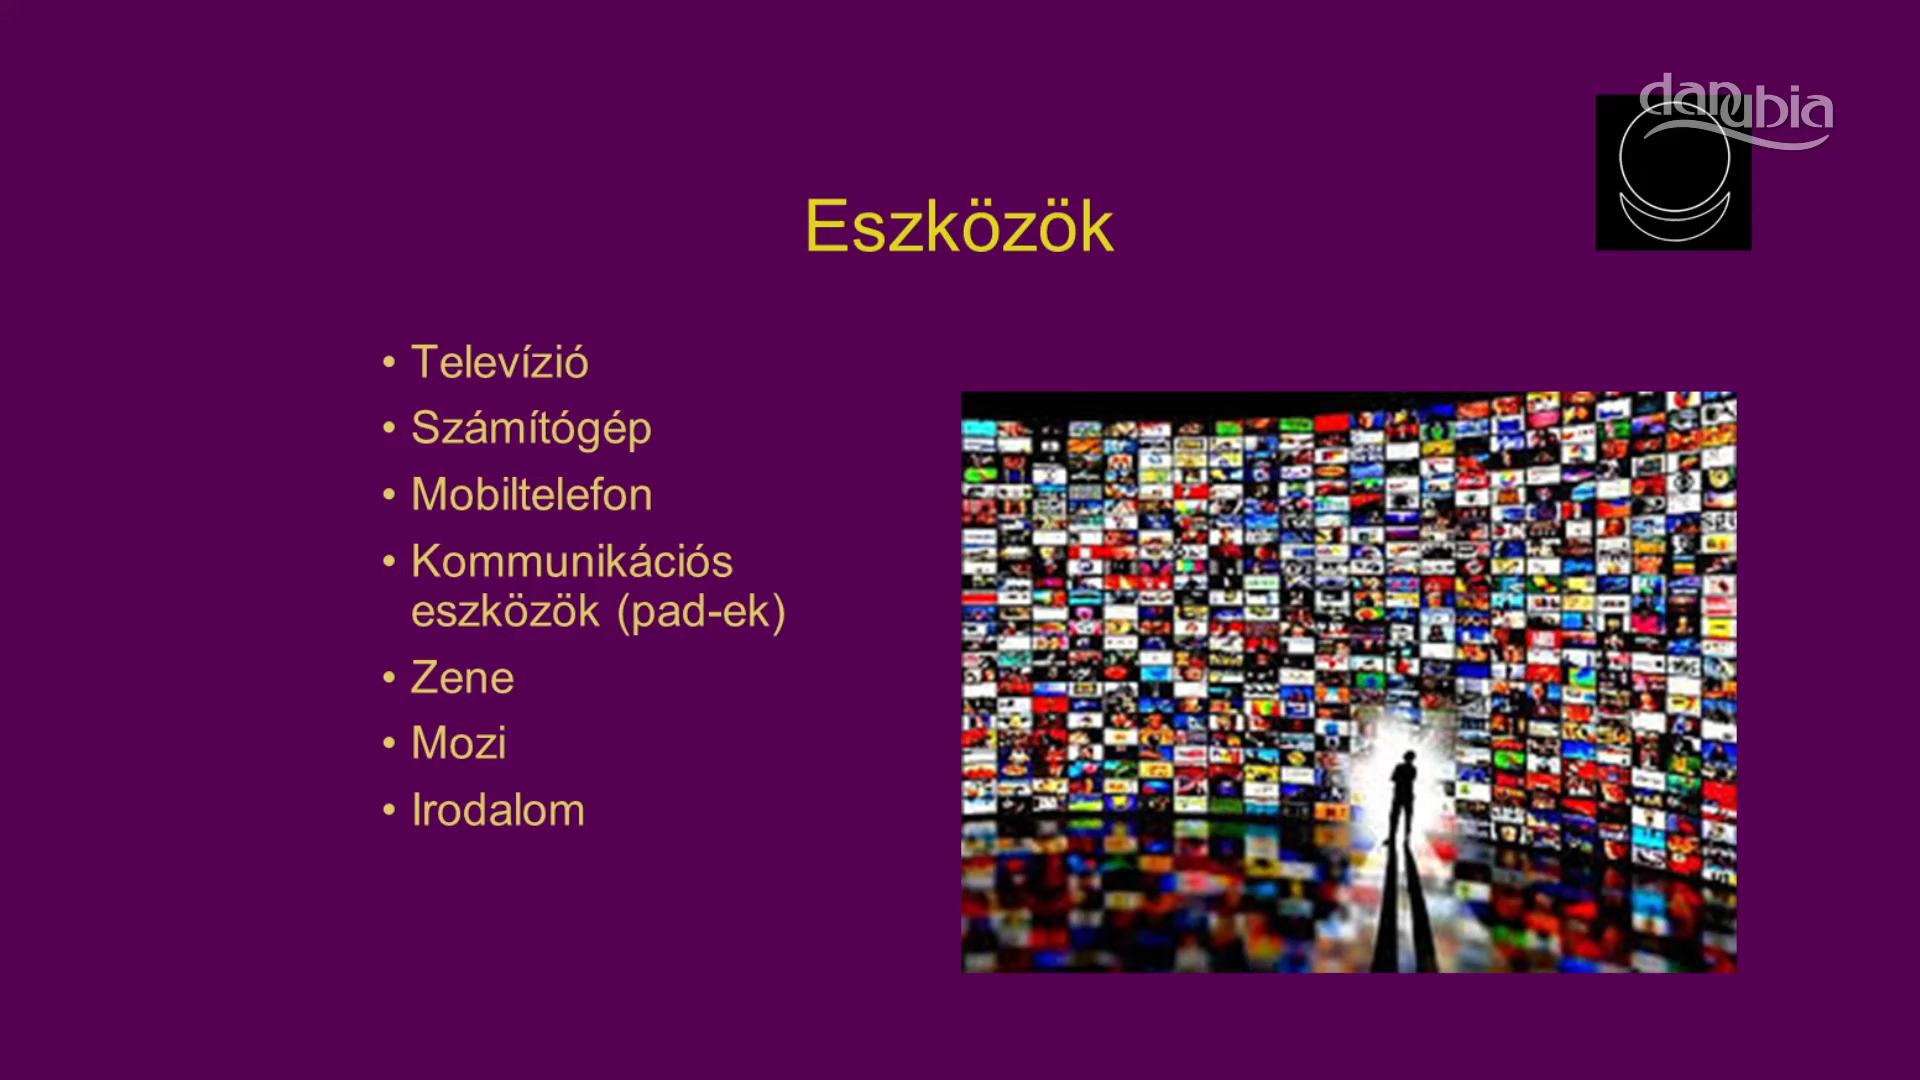 danubia
Eszközök
• Televízió
• Számítógép
• Mobiltelefon
• Kommunikációs
eszközök (pad-ek)
• Zene
• Mozi
• Irodalom